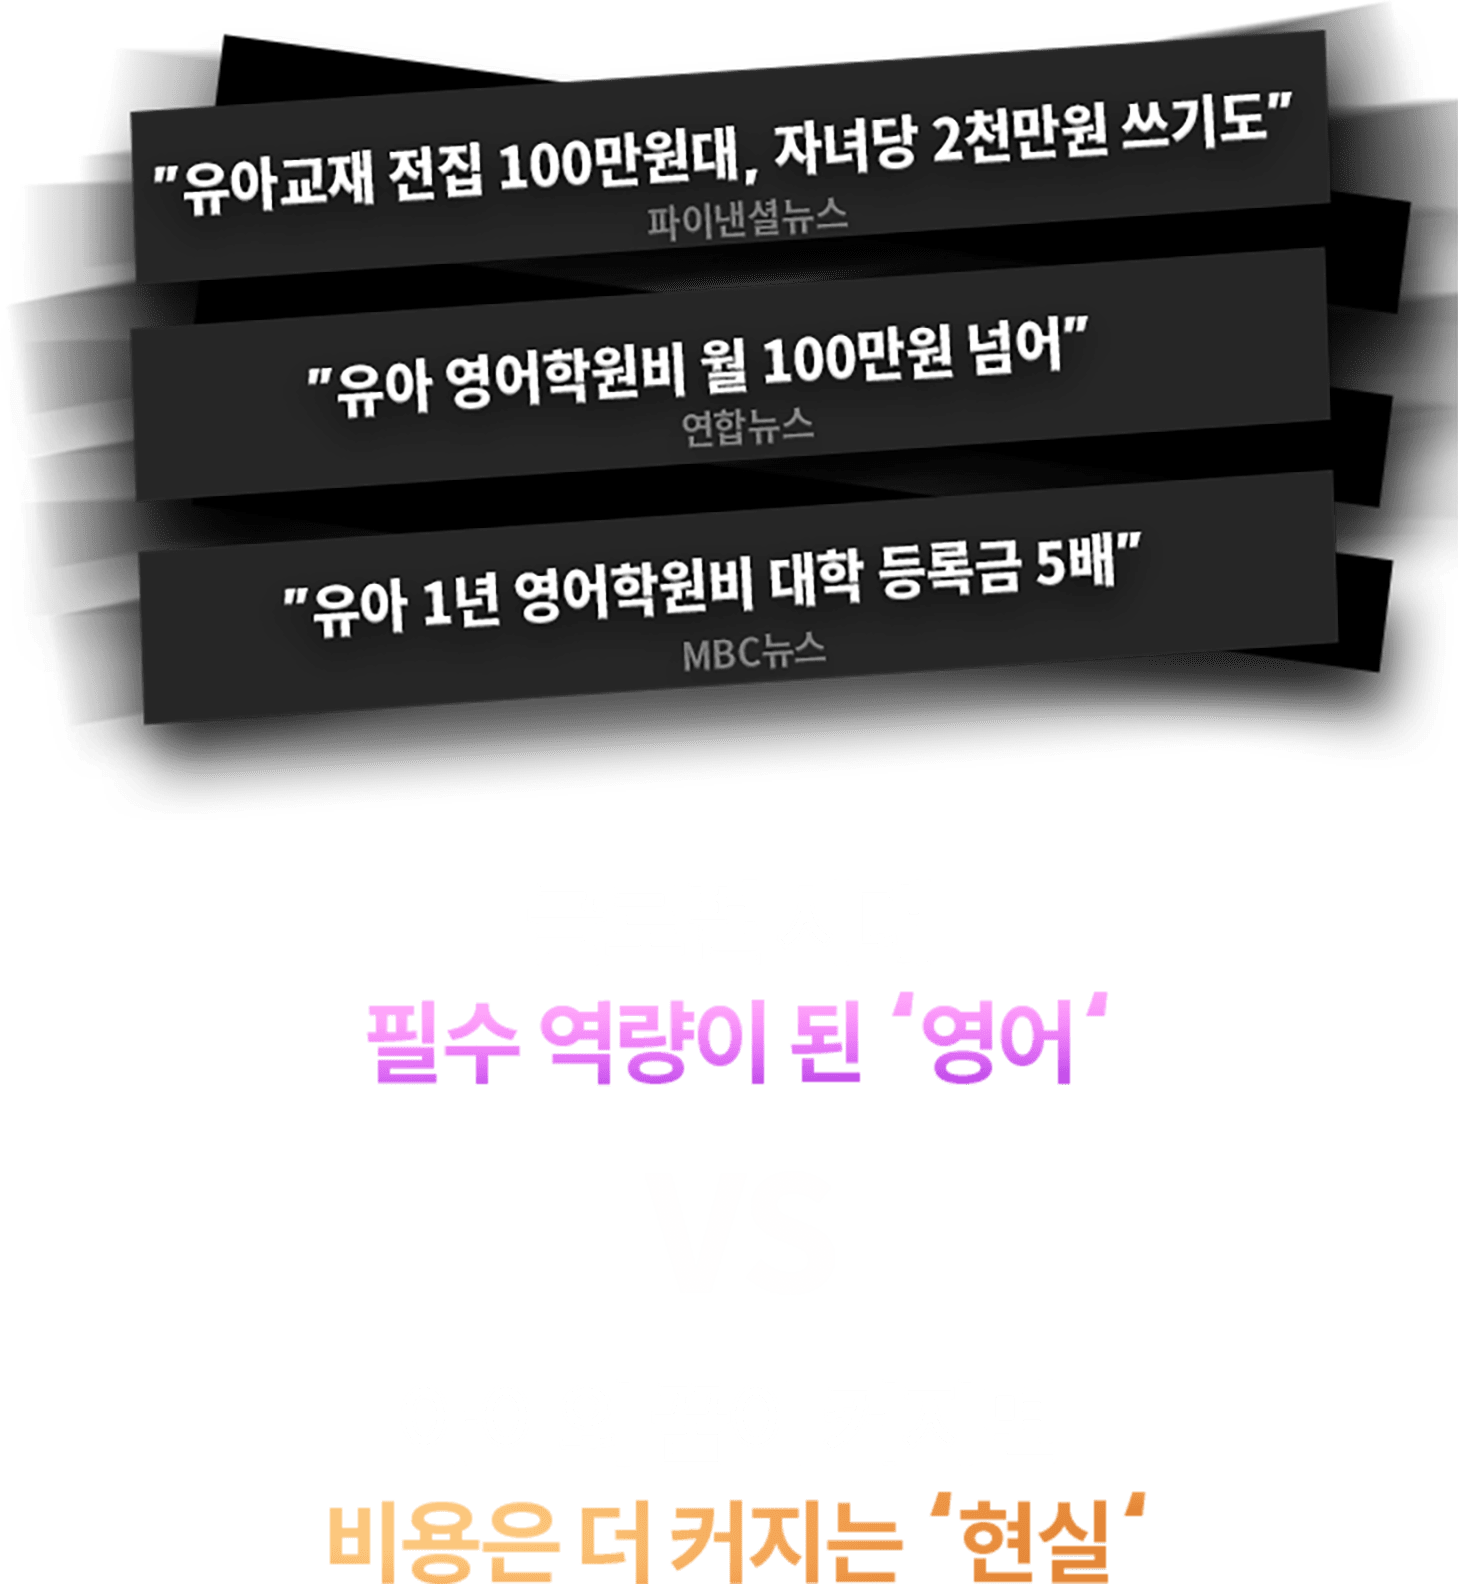 "유아교재 전집 100만원대, 자녀당 2천만원 쓰기도"
파이낸셜뉴스
"유아 영어학원비 월 100만원 넘어"
연합뉴스
"유아 1년 영어학원비 대학 등록금 5배"
MBC뉴스
필수 역량이 된 ‘영어‘
VS
비용은 더 커지는 ‘현실‘